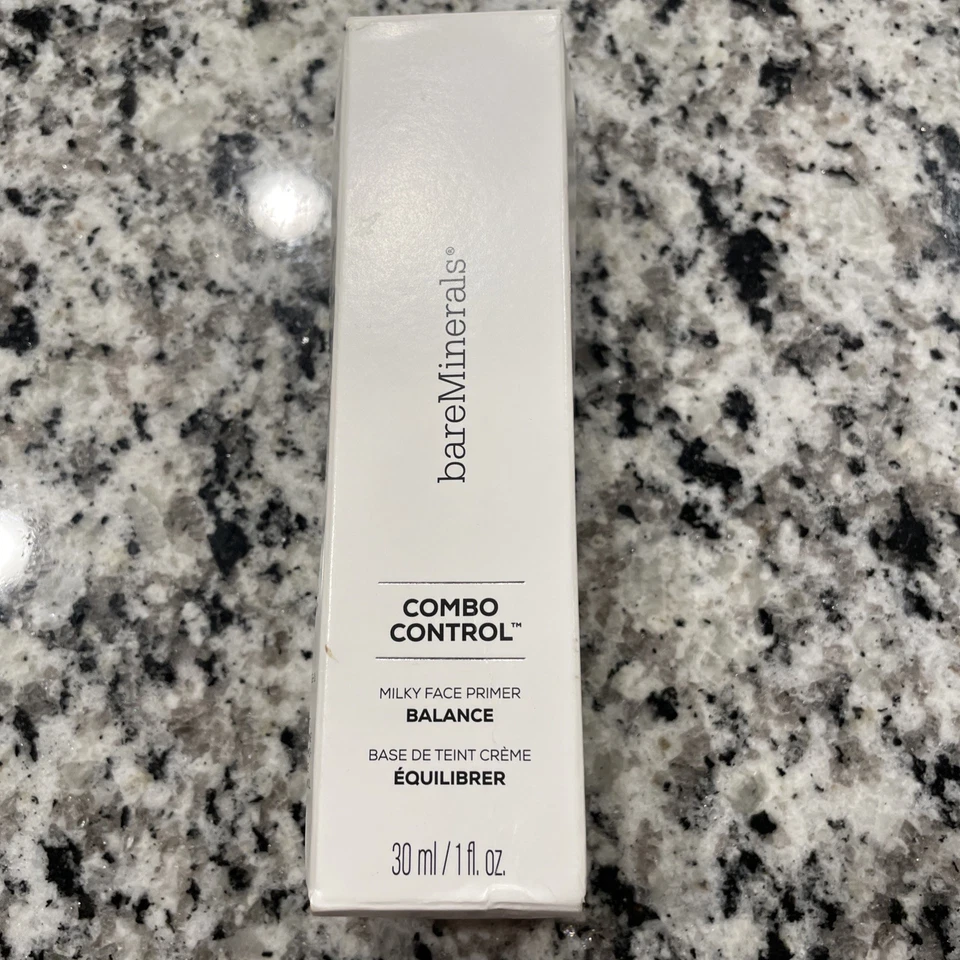 bareMinerals®
COMBO
CONTROL™
MILKY FACE PRIMER
BALANCE
BASE DE TEINT CRÈME
ÉQUILIBRER
30 ml / 1 fl. oz.